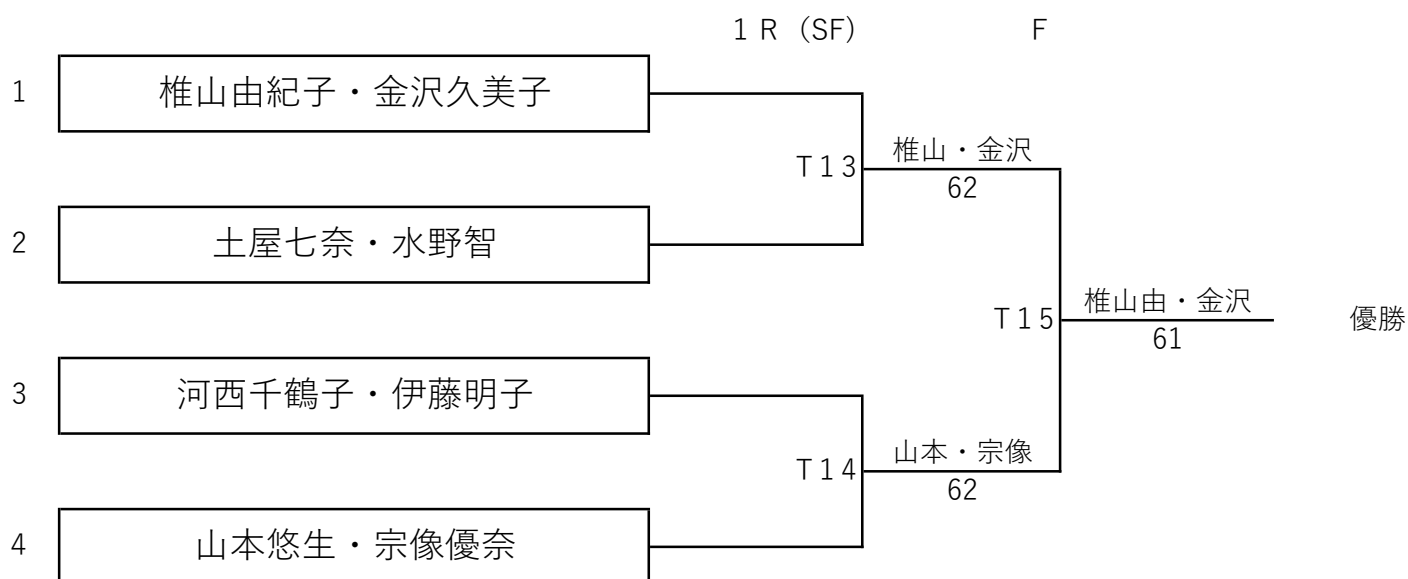 １Ｒ（SF） F
1 椎山由紀子・金沢久美子
T13 椎山・金沢
62
2 土屋七奈・水野智
T15 椎山由・金沢 優勝
61
3 河西千鶴子・伊藤明子
T14 山本・宗像
62
4 山本悠生・宗像優奈